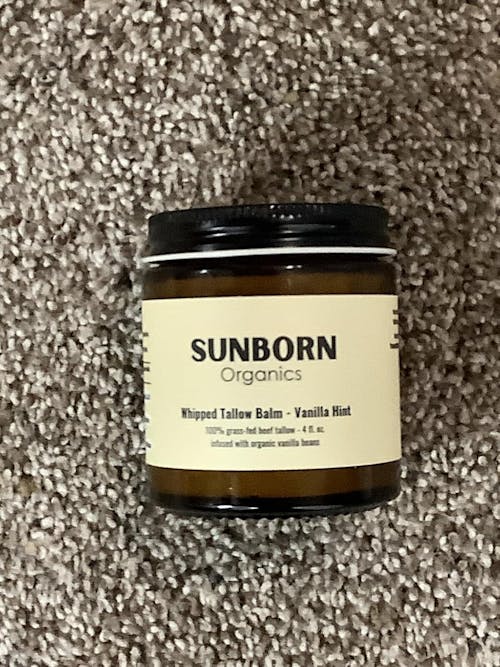 SUNBORN
Organics
Whipped Tallow Balm - Vanilla Hint
100% grass-fed beef tallow - 4 fl. oz.
infused with organic vanilla beans